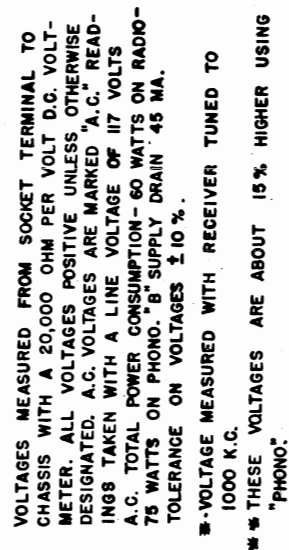 VOLTAGES MEASURED FROM SOCKET TERMINAL TO
CHASSIS WITH A 20,000 OHM PER VOLT D.C. VOLT-
METER. ALL VOLTAGES POSITIVE UNLESS OTHERWISE
DESIGNATED. A.C. VOLTAGES ARE MARKED "A.C." READ-
INGS TAKEN WITH A LINE VOLTAGE OF 117 VOLTS
A.C. TOTAL POWER CONSUMPTION-60 WATTS ON RADIO-
75 WATTS ON PHONO. "B" SUPPLY DRAIN 45 MA.
TOLERANCE ON VOLTAGES ±10%.
*-VOLTAGE MEASURED WITH RECEIVER TUNED TO
1000 K.C.
** THESE VOLTAGES ARE ABOUT 15% HIGHER USING
"PHONO".